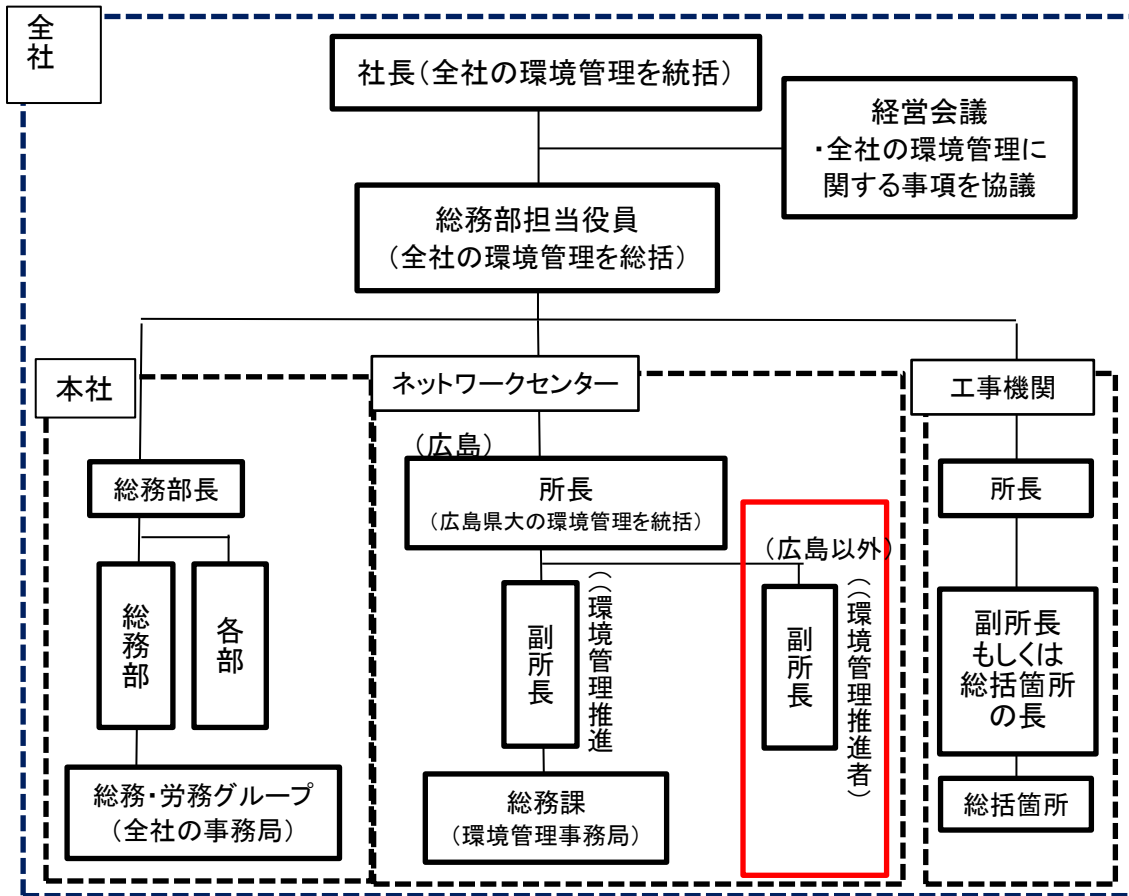 全
社
社長(全社の環境管理を統括)
経営会議
・全社の環境管理に
関する事項を協議
総務部担当役員
(全社の環境管理を総括)
本社
総務部長
総務部
各部
総務・労務グループ
(全社の事務局)
ネットワークセンター
(広島)
所長
(広島県大の環境管理を統括)
副所長
((環境管理推進
総務課
(環境管理事務局)
(広島以外)
副所長
((環境管理推進者)
工事機関
所長
副所長
もしくは
総括箇所
の長
総括箇所